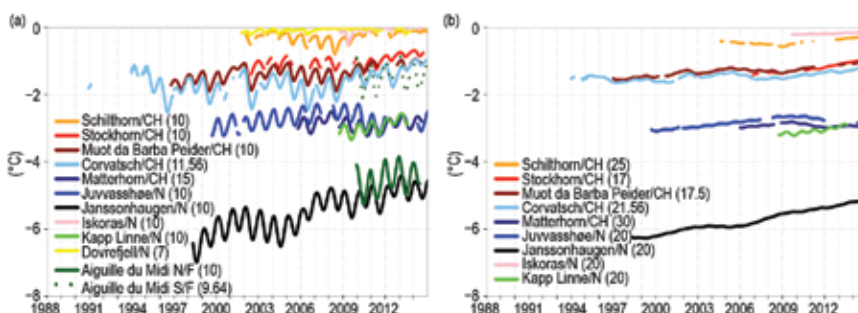 (a)
(°C)
0
−2
−4
−6
−8
Schilthorn/CH (10)
Stockhorn/CH (10)
Muot da Barba Peider/CH (10)
Corvatsch/CH (11,56)
Matterhorn/CH (15)
Juvvasshøe/N (10)
Janssonhaugen/N (10)
Iskoras/N (10)
Kapp Linne/N (10)
Dovrefjell/N (7)
Aiguille du Midi N/F (10)
Aiguille du Midi S/F (9.64)
1988 1991 1994 1997 2000 2003 2006 2009 2012
(b)
(°C)
0
−2
−4
−6
−8
Schilthorn/CH (25)
Stockhorn/CH (17)
Muot da Barba Peider/CH (17.5)
Corvatsch/CH (21.56)
Matterhorn/CH (30)
Juvvasshøe/N (20)
Janssonhaugen/N (20)
Iskoras/N (20)
Kapp Linne/N (20)
1988 1991 1994 1997 2000 2003 2006 2009 2012